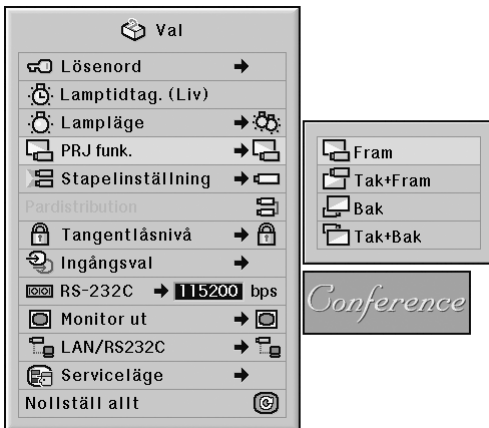 Val
Lösenord
Lamptidtag. (Liv)
Lampläge
PRJ funk.
Stapelinställning
Pardistribution
Tangentlåsnivå
Ingångsval
RS-232C 115200 bps
Monitor ut
LAN/RS232C
Serviceläge
Nollställ allt
Fram
Tak+Fram
Bak
Tak+Bak
Conference